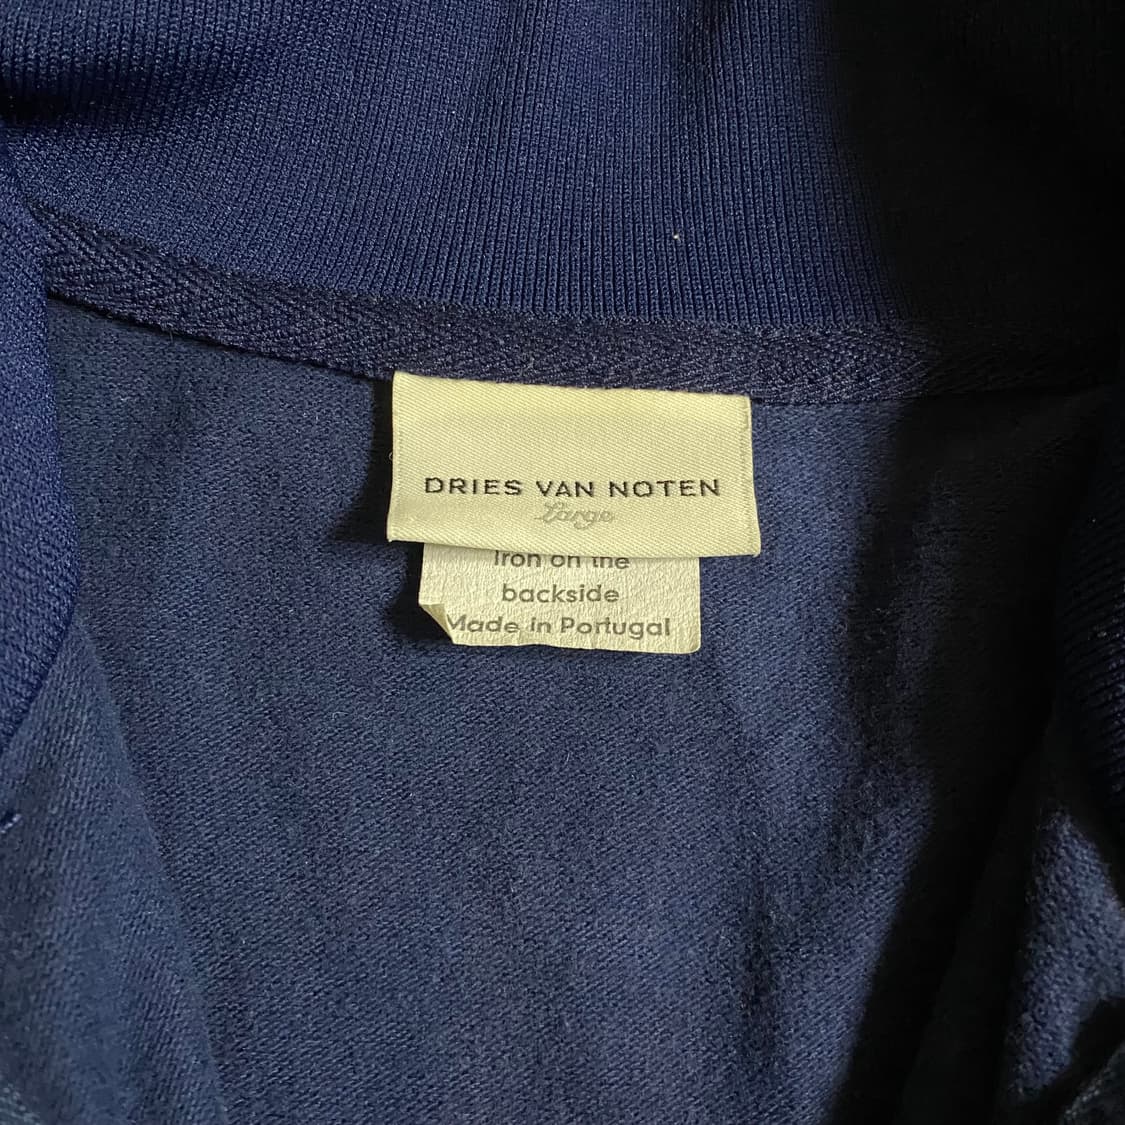 DRIES VAN NOTEN
Large
Iron on the
backside
Made in Portugal